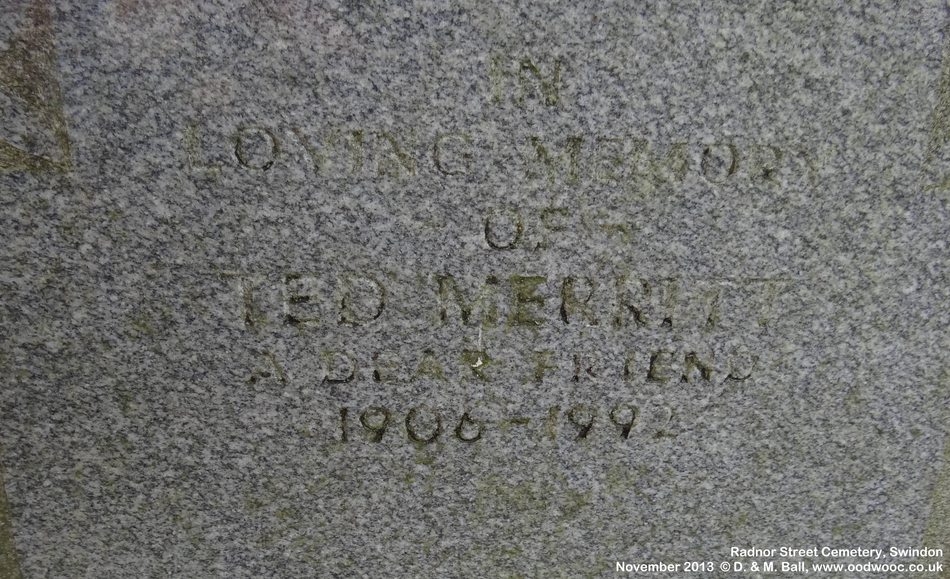 IN
LOVING MEMORY
OF
TED MERRITT
A DEAR FRIEND
1906-1992
Radnor Street Cemetery, Swindon
November 2013 © D. & M. Ball, www.oodwooc.co.uk